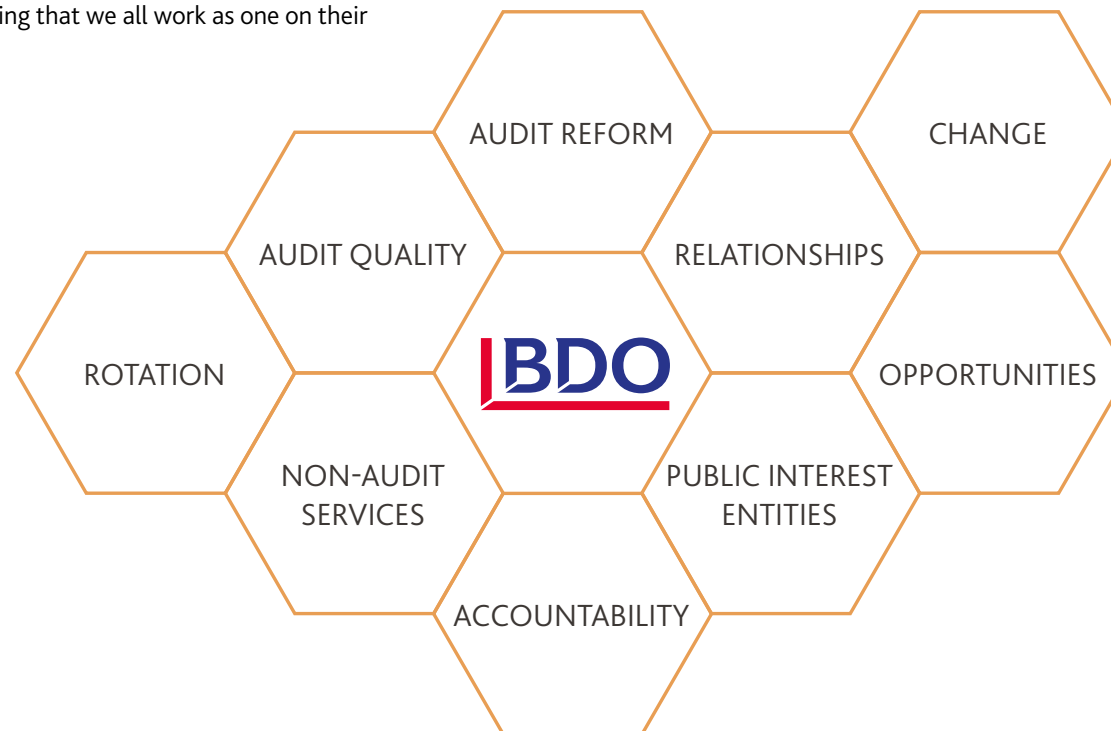 ing that we all work as one on their
AUDIT REFORM
CHANGE
AUDIT QUALITY
RELATIONSHIPS
ROTATION
BDO
OPPORTUNITIES
NON-AUDIT
SERVICES
PUBLIC INTEREST
ENTITIES
ACCOUNTABILITY